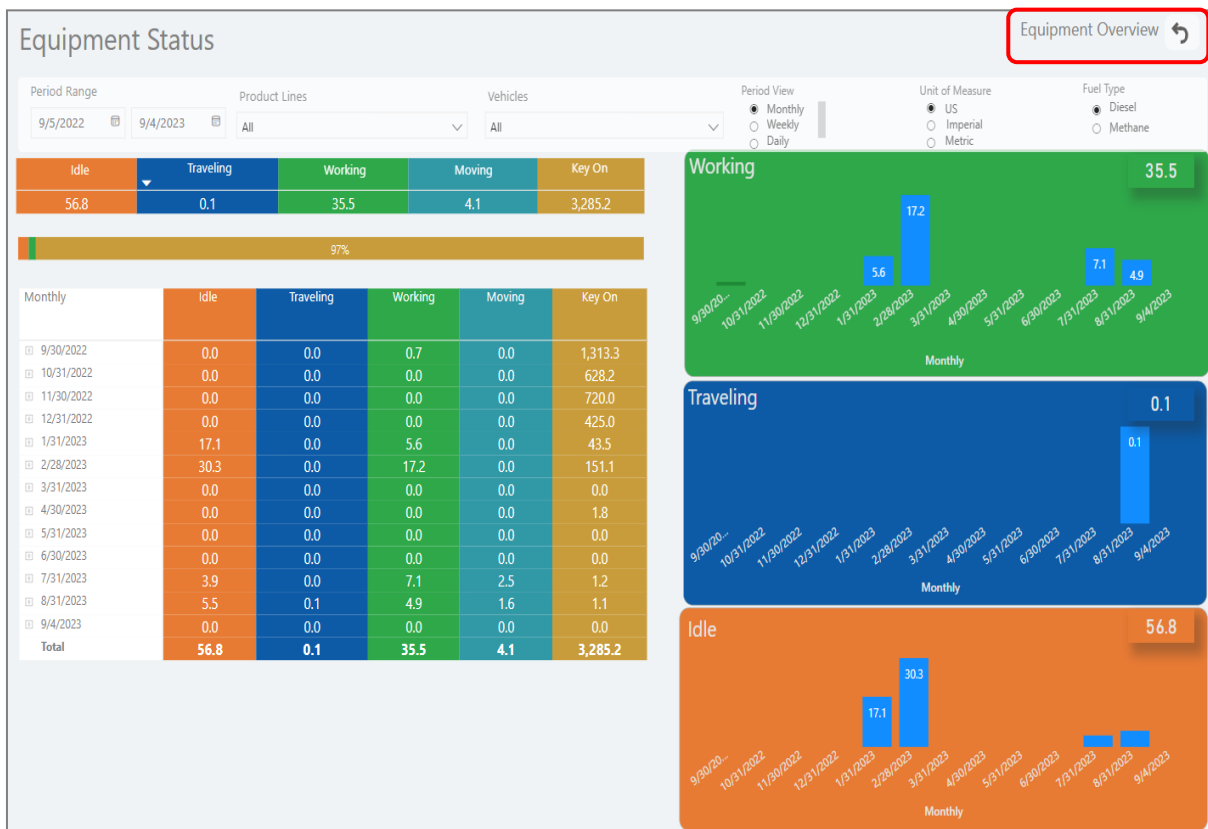 Equipment Status
Equipment Overview
Period Range
9/5/2022 9/4/2023
Product Lines
All
Vehicles
All
Period View
Monthly
Weekly
Daily
Unit of Measure
US
Imperial
Metric
Fuel Type
Diesel
Methane
Idle Traveling Working Moving Key On
56.8 0.1 35.5 4.1 3,285.2
97%
Monthly Idle Traveling Working Moving Key On
9/30/2022 0.0 0.0 0.7 0.0 1,313.3
10/31/2022 0.0 0.0 0.0 0.0 628.2
11/30/2022 0.0 0.0 0.0 0.0 720.0
12/31/2022 0.0 0.0 0.0 0.0 425.0
1/31/2023 17.1 0.0 5.6 0.0 43.5
2/28/2023 30.3 0.0 17.2 0.0 151.1
3/31/2023 0.0 0.0 0.0 0.0 0.0
4/30/2023 0.0 0.0 0.0 0.0 1.8
5/31/2023 0.0 0.0 0.0 0.0 0.0
6/30/2023 0.0 0.0 0.0 0.0 0.0
7/31/2023 3.9 0.0 7.1 2.5 1.2
8/31/2023 5.5 0.1 4.9 1.6 1.1
9/4/2023 0.0 0.0 0.0 0.0 0.0
Total 56.8 0.1 35.5 4.1 3,285.2
Working 35.5
17.2
5.6 7.1 4.9
9/30/20... 10/31/2022 11/30/2022 12/31/2022 1/31/2023 2/28/2023 3/31/2023 4/30/2023 5/31/2023 6/30/2023 7/31/2023 8/31/2023 9/4/2023
Monthly
Traveling 0.1
0.1
9/30/20... 10/31/2022 11/30/2022 12/31/2022 1/31/2023 2/28/2023 3/31/2023 4/30/2023 5/31/2023 6/30/2023 7/31/2023 8/31/2023 9/4/2023
Monthly
Idle 56.8
30.3
17.1
9/30/20... 10/31/2022 11/30/2022 12/31/2022 1/31/2023 2/28/2023 3/31/2023 4/30/2023 5/31/2023 6/30/2023 7/31/2023 8/31/2023 9/4/2023
Monthly